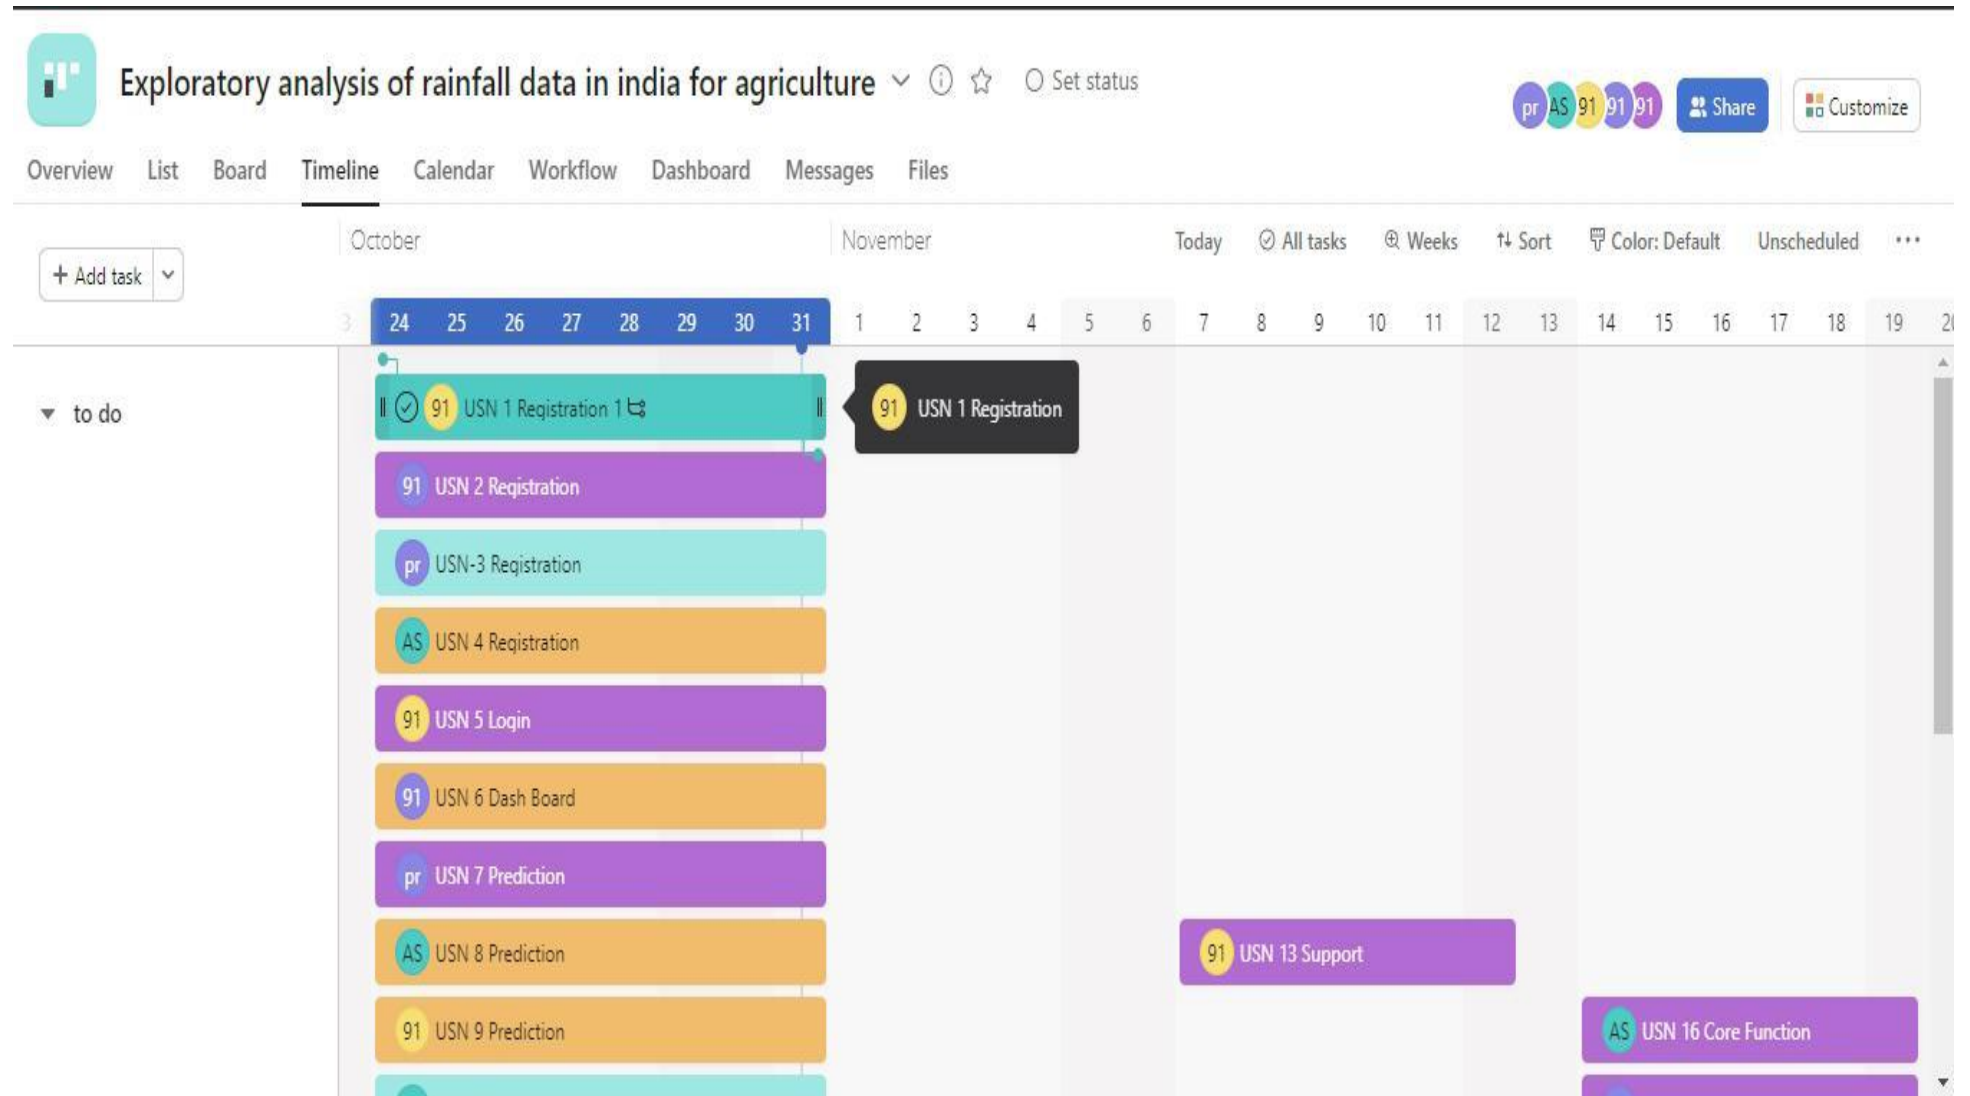 Exploratory analysis of rainfall data in india for agriculture Set status
pr AS 91 91 91 Share Customize
Overview List Board Timeline Calendar Workflow Dashboard Messages Files
+ Add task
October November Today All tasks Weeks Sort Color: Default Unscheduled ...
3 24 25 26 27 28 29 30 31 1 2 3 4 5 6 7 8 9 10 11 12 13 14 15 16 17 18 19 20
to do
91 USN 1 Registration 1
91 USN 1 Registration
91 USN 2 Registration
pr USN-3 Registration
AS USN 4 Registration
91 USN 5 Login
91 USN 6 Dash Board
pr USN 7 Prediction
AS USN 8 Prediction
91 USN 13 Support
91 USN 9 Prediction
AS USN 16 Core Function